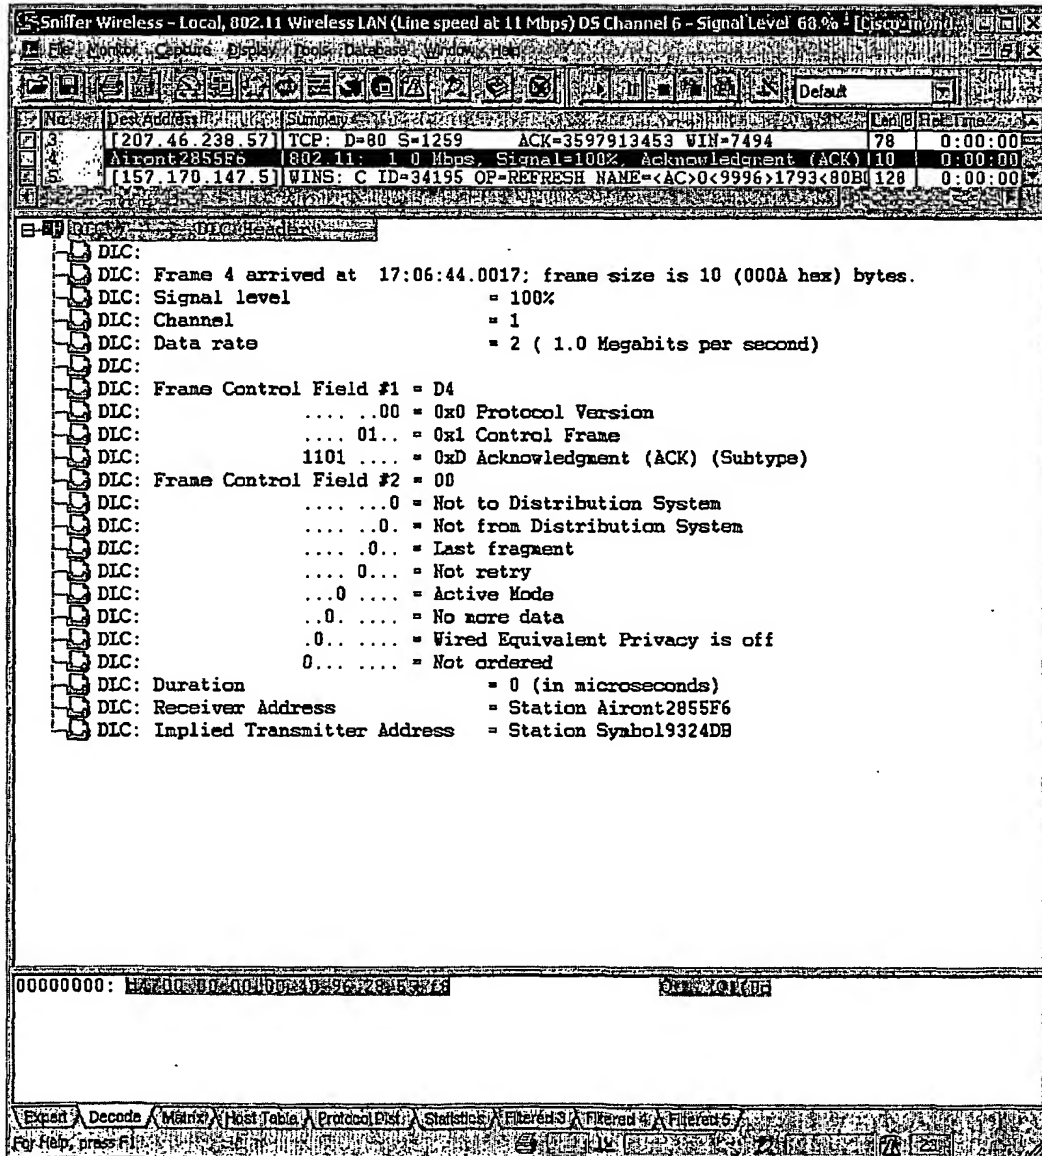 Sniffer Wireless - Local, 802.11 Wireless LAN (Line speed at 11 Mbps) DS Channel 6 - Signal Level 68 % -
File Monitor Capture Display Tools Database Window Help
Default
No. Dest Address Summary Len [B Rel Time
3 [207.46.238.57] TCP: D=80 S=1259 ACK=3597913453 WIN=7494 78 0:00:00
4 Airont2855F6 802.11: 1.0 Mbps, Signal=100%, Acknowledgment (ACK) 10 0:00:00
5 [157.170.147.5] WINS: C ID=34195 OP=REFRESH NAME=<AC>0<9996>1793<80B0 128 0:00:00
DLC: DLC Header
DLC:
DLC: Frame 4 arrived at 17:06:44.0017; frame size is 10 (000A hex) bytes.
DLC: Signal level = 100%
DLC: Channel = 1
DLC: Data rate = 2 ( 1.0 Megabits per second)
DLC:
DLC: Frame Control Field #1 = D4
DLC: .... ..00 = 0x0 Protocol Version
DLC: .... 01.. = 0x1 Control Frame
DLC: 1101 .... = 0xD Acknowledgment (ACK) (Subtype)
DLC: Frame Control Field #2 = 00
DLC: .... ...0 = Not to Distribution System
DLC: .... ..0. = Not from Distribution System
DLC: .... .0.. = Last fragment
DLC: .... 0... = Not retry
DLC: ...0 .... = Active Mode
DLC: ..0. .... = No more data
DLC: .0.. .... = Wired Equivalent Privacy is off
DLC: 0... .... = Not ordered
DLC: Duration = 0 (in microseconds)
DLC: Receiver Address = Station Airont2855F6
DLC: Implied Transmitter Address = Station Symbol9324DB
00000000:
Expert Decode Matrix Host Table Protocol Dist. Statistics Filtered 3 Filtered 4 Filtered 5
For Help, press F1